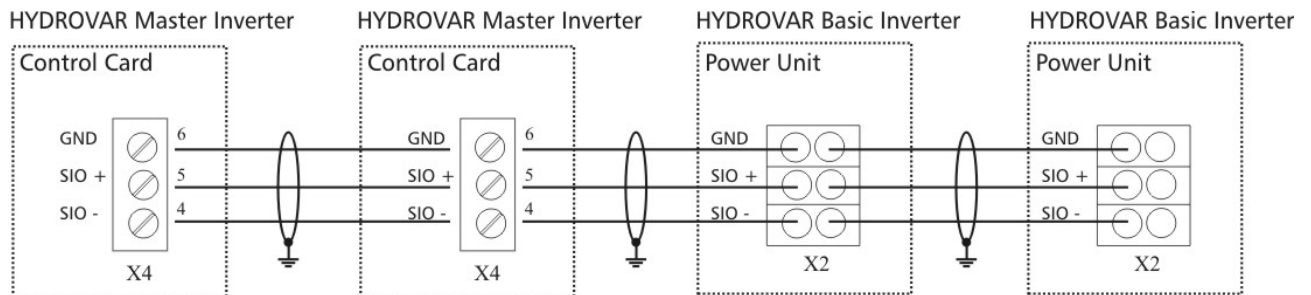 HYDROVAR Master Inverter HYDROVAR Master Inverter HYDROVAR Basic Inverter HYDROVAR Basic Inverter
Control Card Control Card Power Unit Power Unit
GND 6 GND 6 GND GND
SIO + 5 SIO + 5 SIO + SIO +
SIO - 4 SIO - 4 SIO - SIO -
X4 X4 X2 X2